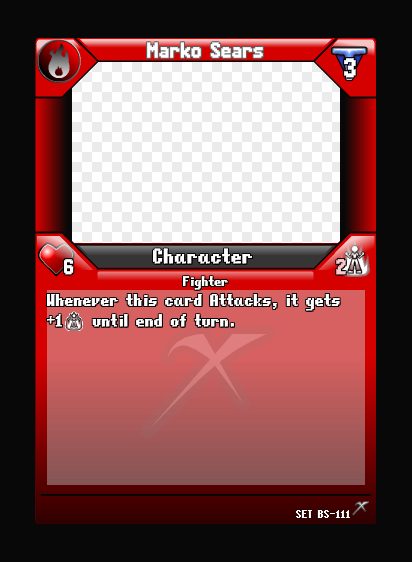 Marko Sears
3
Character
6
2
Fighter
Whenever this card Attacks, it gets
+1 until end of turn.
SET BS-111